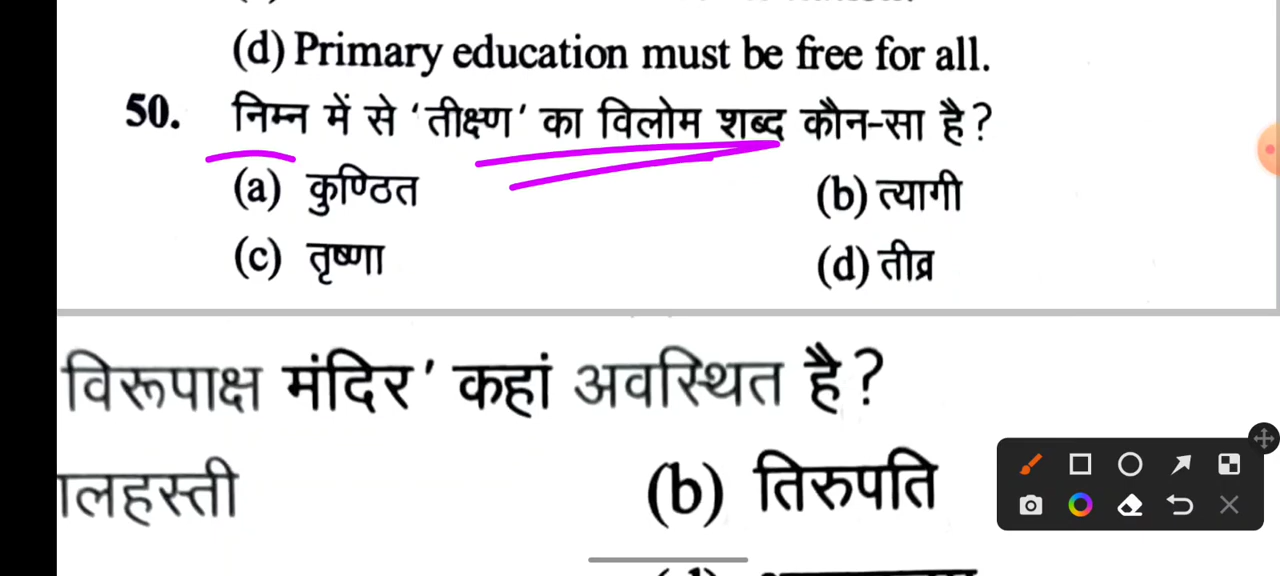 (d) Primary education must be free for all.
50. निम्न में से ‘तीक्ष्ण’ का विलोम शब्द कौन-सा है?
(a) कुण्ठित (b) त्यागी
(c) तृष्णा (d) तीव्र
विरूपाक्ष मंदिर’ कहां अवस्थित है?
लहस्ती (b) तिरुपति